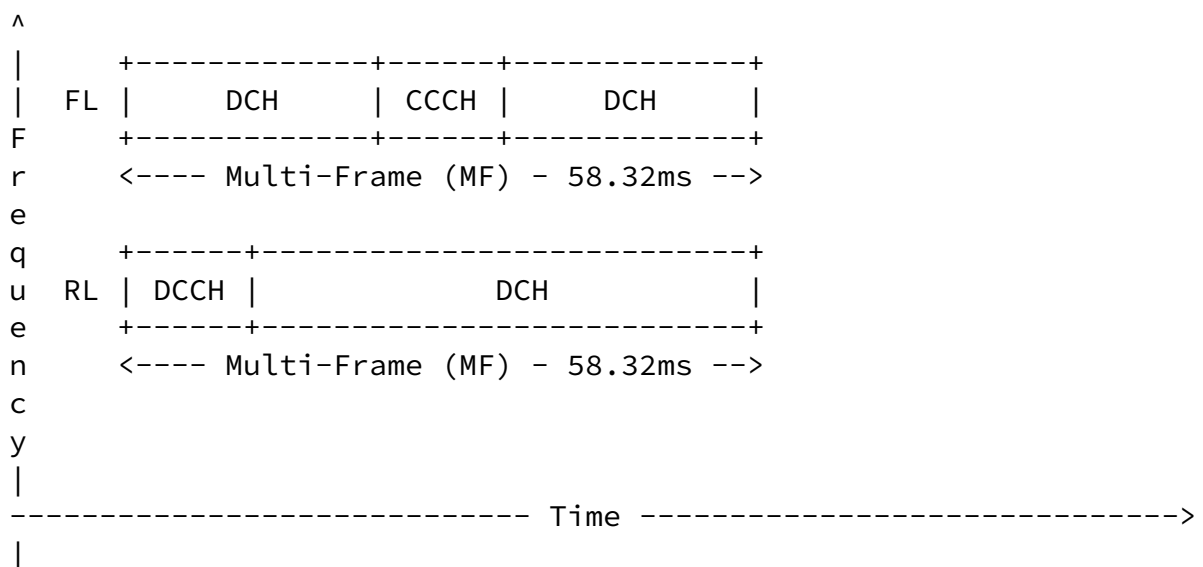 ^
|      +-------------+------+-------------+
|  FL  |     DCH     | CCCH |     DCH     |
F      +-------------+------+-------------+
r      <---- Multi-Frame (MF) - 58.32ms -->
e
q      +------+---------------------------+
u  RL  | DCCH |             DCH           |
e      +------+---------------------------+
n      <---- Multi-Frame (MF) - 58.32ms -->
c
y
|
----------------------------- Time ------------------------------>
|